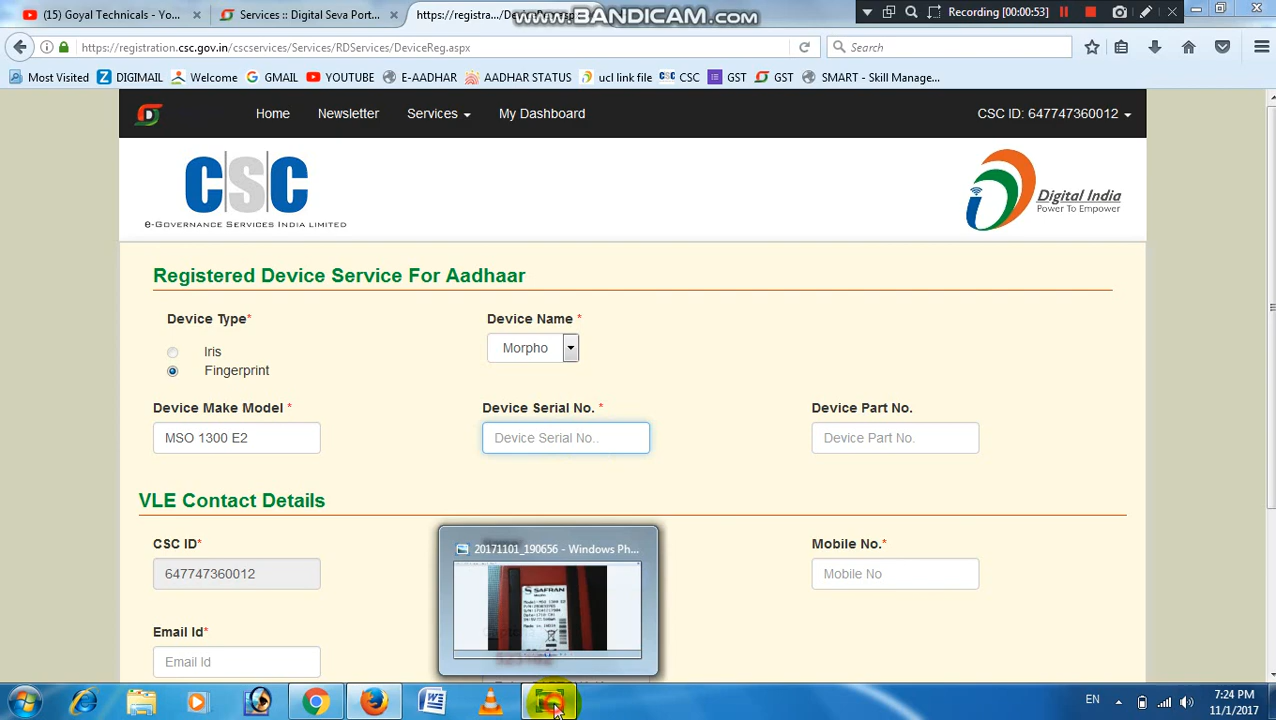 (15) Goyal Technicals - Yo...
Services :: Digital Seva Port...
https://registra...
WWW.BANDICAM.COM
Recording [00:00:53]
https://registration.csc.gov.in/cscservices/Services/RDServices/DeviceReg.aspx
Search
Most Visited
DIGIMAIL
Welcome
GMAIL
YOUTUBE
E-AADHAR
AADHAR STATUS
ucl link file
CSC
GST
GST
SMART - Skill Manage...
Home
Newsletter
Services
My Dashboard
CSC ID: 647747360012
CSC
e-GOVERNANCE SERVICES INDIA LIMITED
Digital India
Power To Empower
Registered Device Service For Aadhaar
Device Type*
Device Name *
Iris
Morpho
Fingerprint
Device Make Model *
Device Serial No. *
Device Part No.
MSO 1300 E2
Device Serial No..
Device Part No.
VLE Contact Details
CSC ID*
Mobile No.*
20171101_190656 - Windows Ph...
647747360012
Mobile No
SAFRAN
Email Id*
Email Id
EN
7:24 PM
11/1/2017